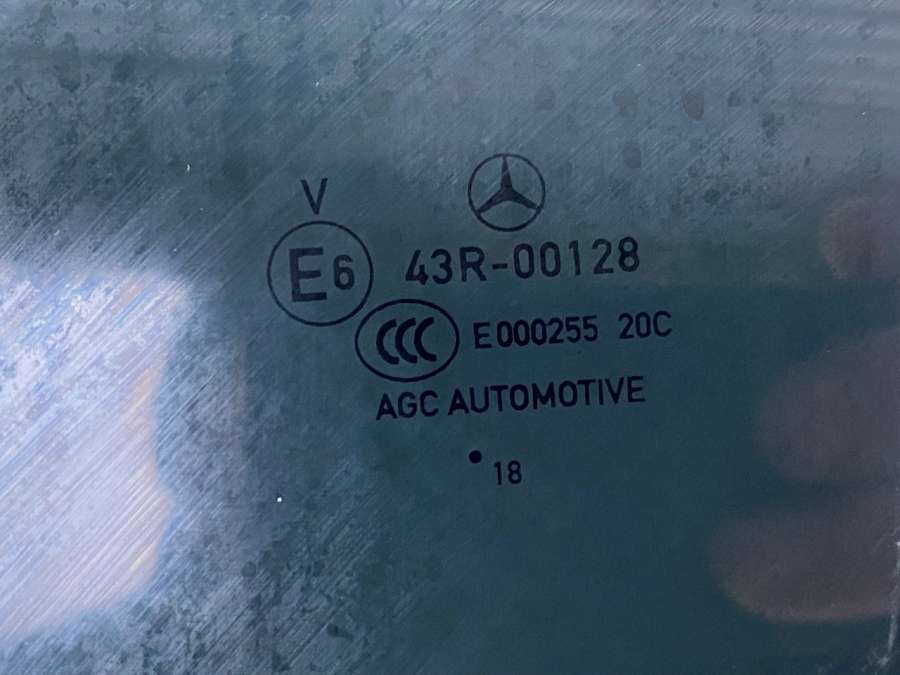 V
E6 43R-00128
CCC E000255 20C
AGC AUTOMOTIVE
• 18